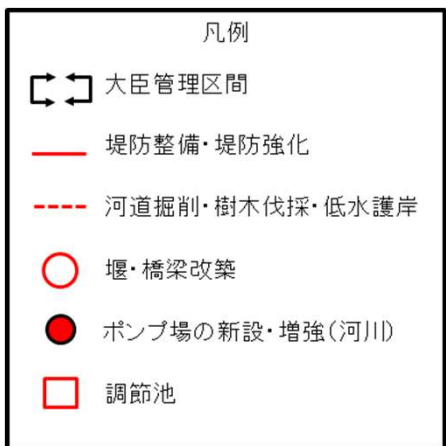 凡例
大臣管理区間
堤防整備・堤防強化
河道掘削・樹木伐採・低水護岸
堰・橋梁改築
ポンプ場の新設・増強(河川)
調節池